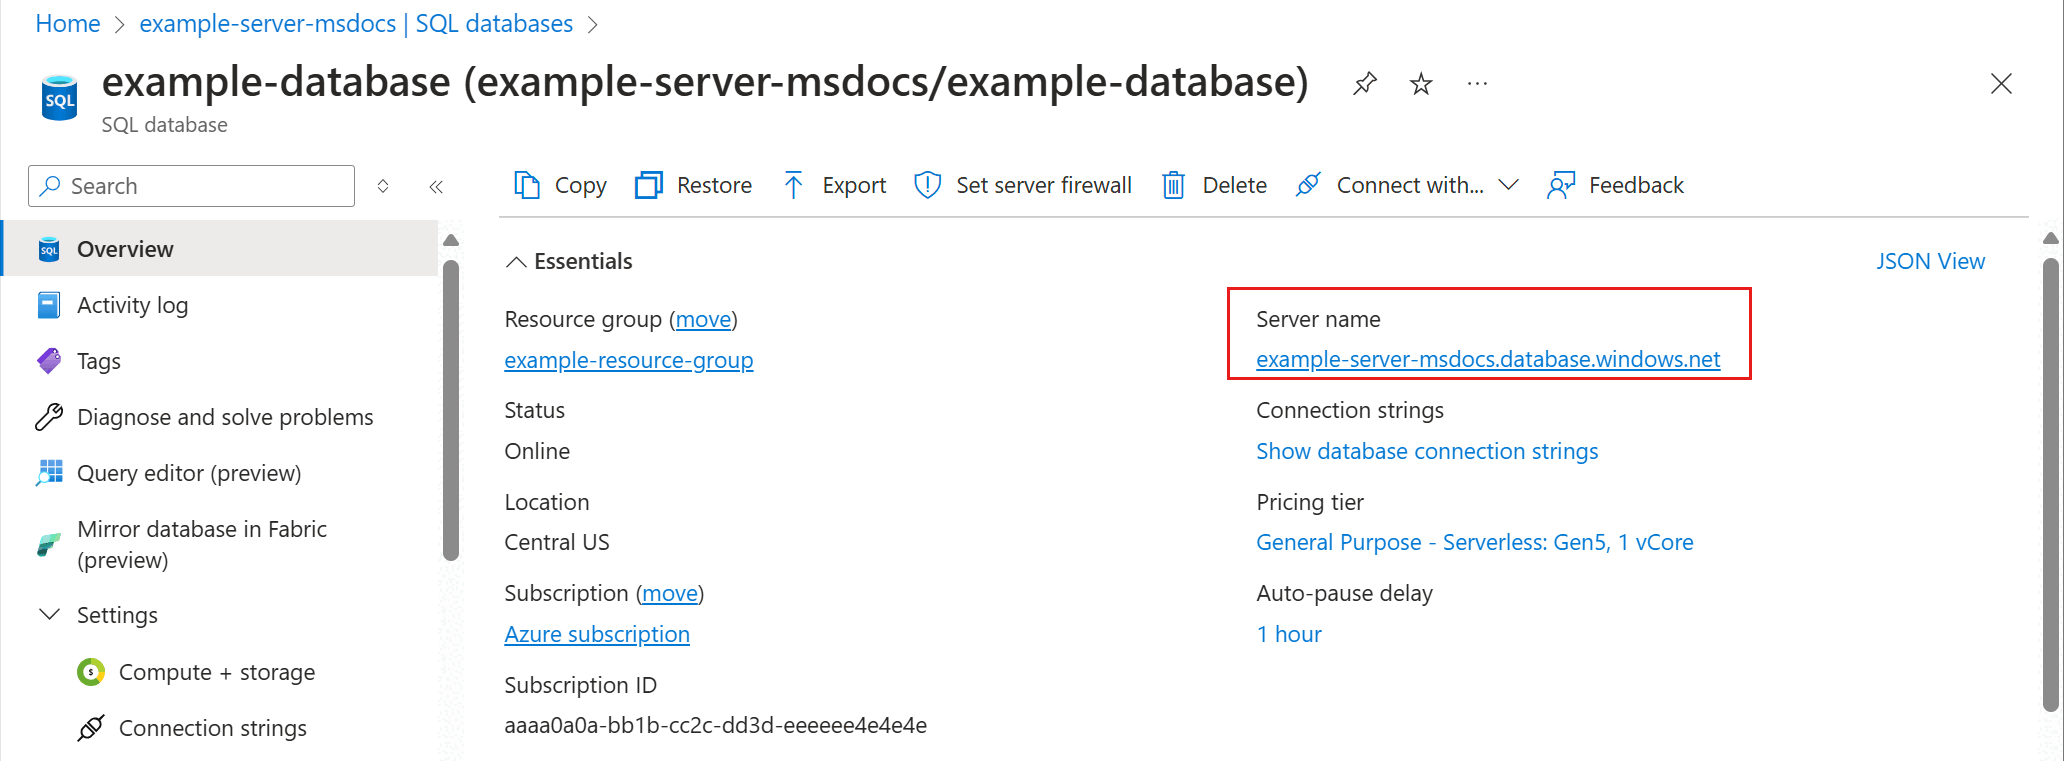 Home > example-server-msdocs | SQL databases >
SQL
example-database (example-server-msdocs/example-database)
SQL database
Search
Copy Restore Export Set server firewall Delete Connect with... Feedback
SQL Overview
Activity log
Tags
Diagnose and solve problems
Query editor (preview)
Mirror database in Fabric
(preview)
Settings
$ Compute + storage
Connection strings
Essentials
JSON View
Resource group (move)
example-resource-group
Status
Online
Location
Central US
Subscription (move)
Azure subscription
Subscription ID
aaaa0a0a-bb1b-cc2c-dd3d-eeeeee4e4e4e
Server name
example-server-msdocs.database.windows.net
Connection strings
Show database connection strings
Pricing tier
General Purpose - Serverless: Gen5, 1 vCore
Auto-pause delay
1 hour